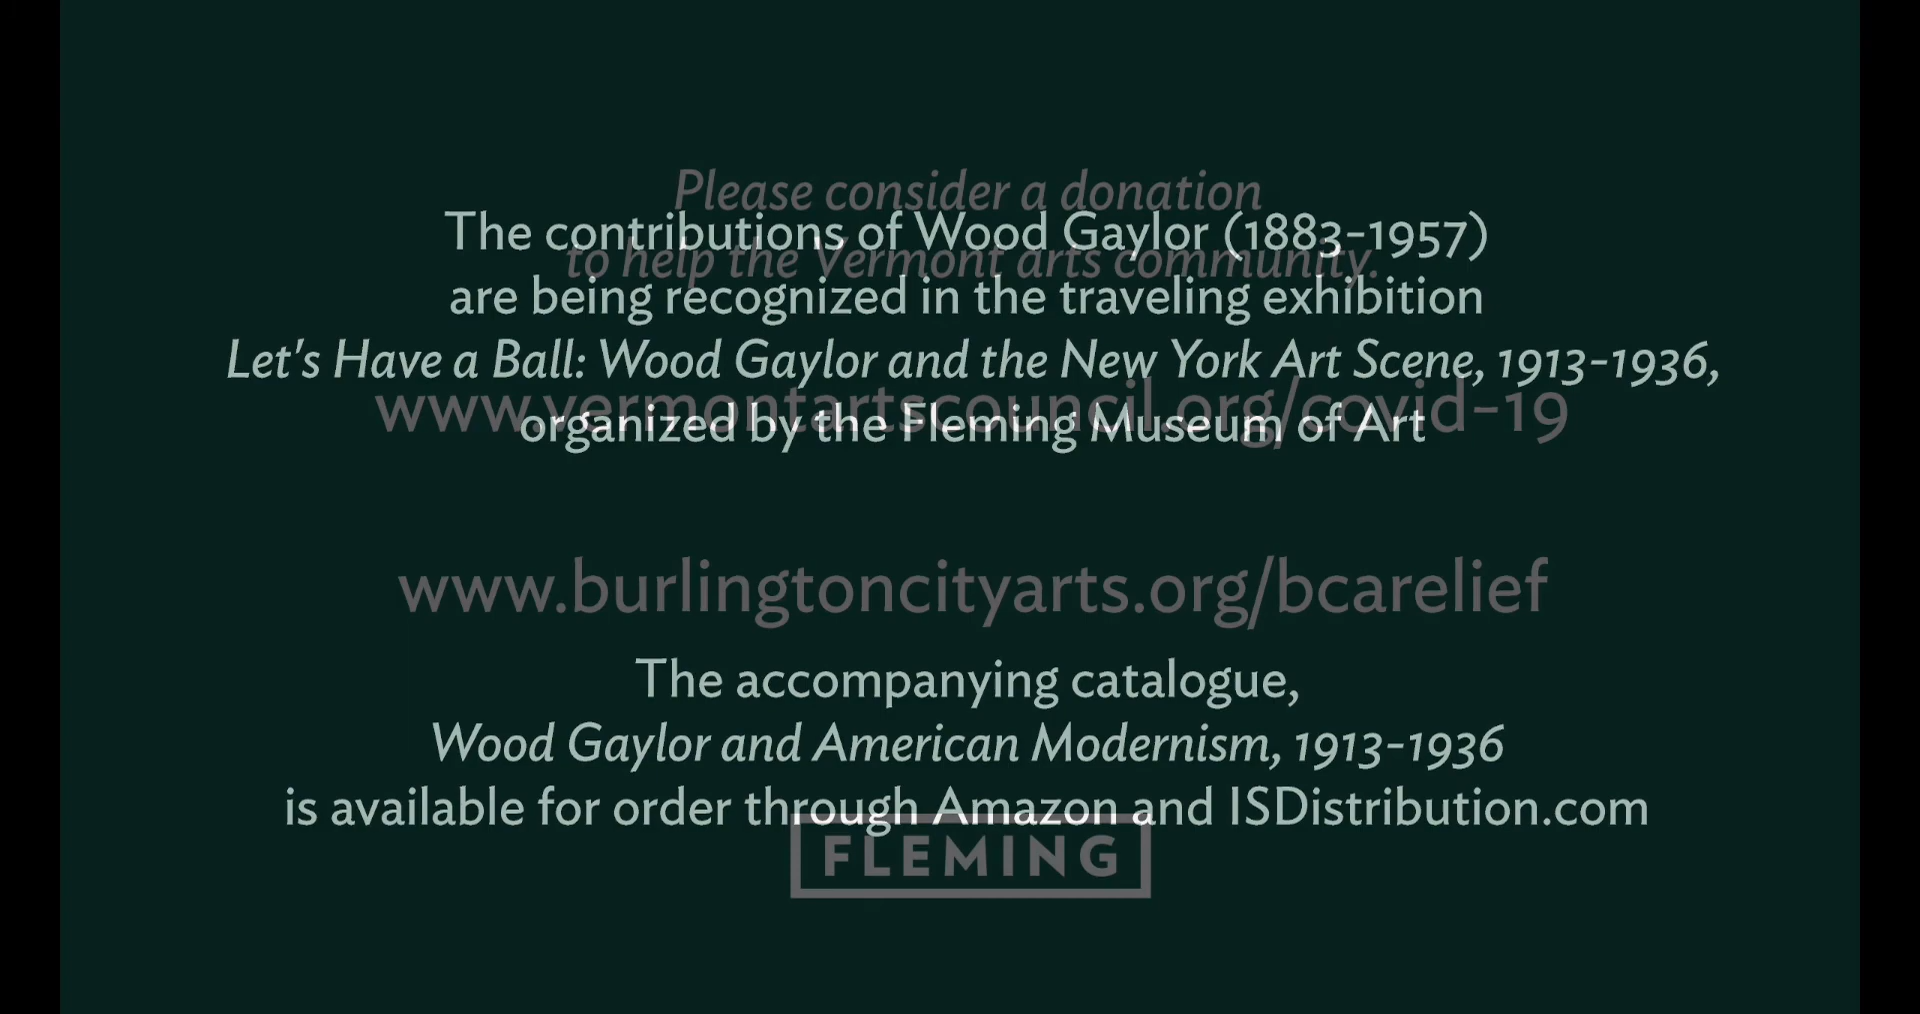 Please consider a donation
The contributions of Wood Gaylor (1883-1957)
to help the Vermont arts community.
are being recognized in the traveling exhibition
Let's Have a Ball: Wood Gaylor and the New York Art Scene, 1913-1936,
www.vermontartscouncil.org/covid-19
organized by the Fleming Museum of Art
www.burlingtoncityarts.org/bcarelief
The accompanying catalogue,
Wood Gaylor and American Modernism, 1913-1936
is available for order through Amazon and ISDistribution.com
FLEMING